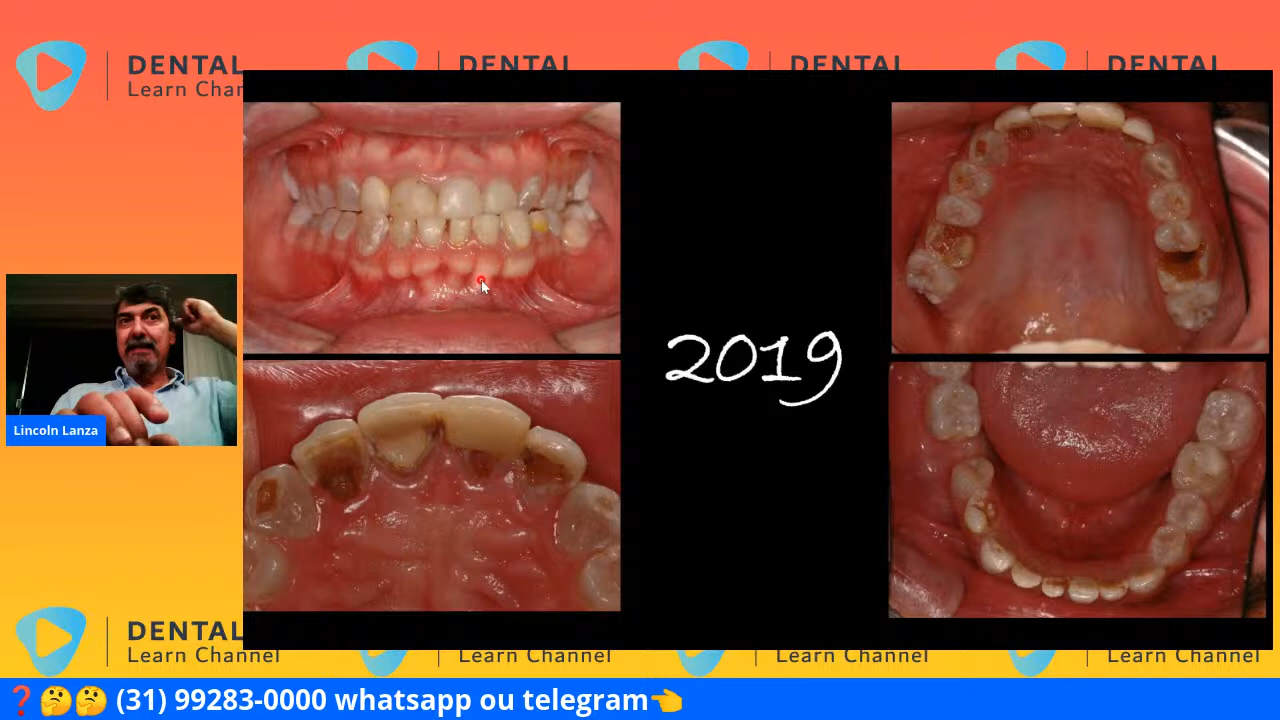 DENTAL
Learn Chan
DENTAL
DENTAL
DENTAL
2019
Lincoln Lanza
DENTAL
Learn Channel
Learn Channel
Learn Channel
Learn Channel
❓🤔🤔 (31) 99283-0000 whatsapp ou telegram👈